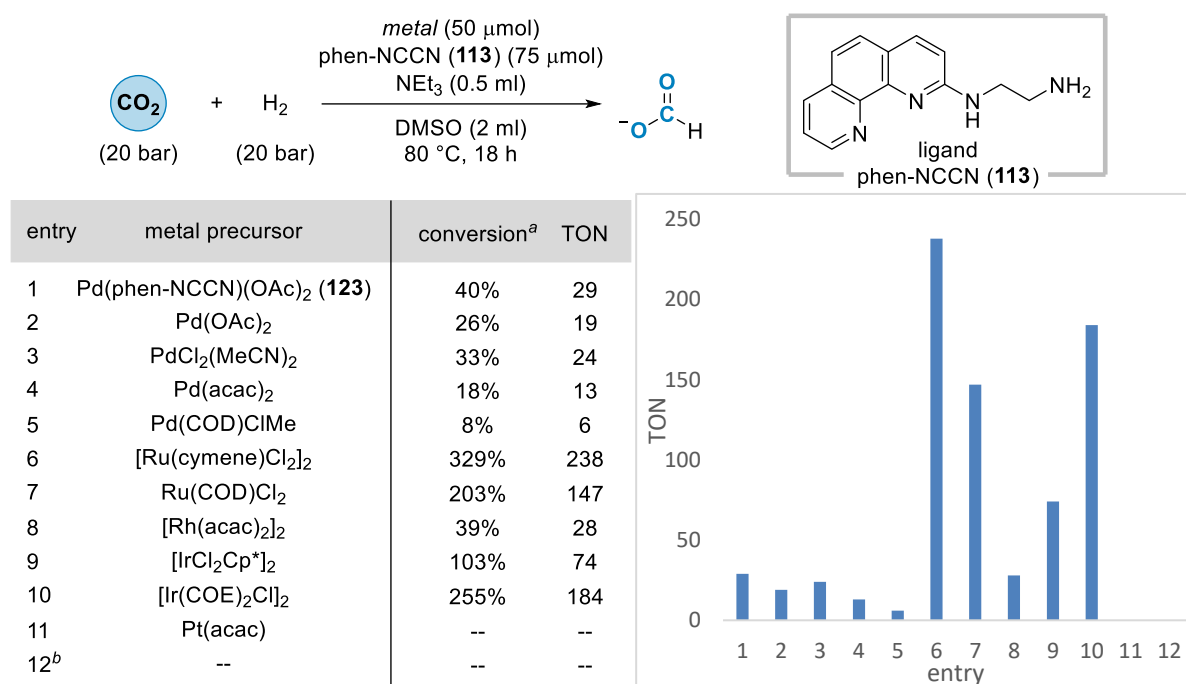 metal (50 μmol)
phen-NCCN (113) (75 μmol)
NEt3 (0.5 ml)
CO2 + H2
DMSO (2 ml)
80 °C, 18 h
(20 bar) (20 bar)
O
−O C H
N
N
N
H
NH2
ligand
phen-NCCN (113)
entry metal precursor conversion^a TON
1 Pd(phen-NCCN)(OAc)2 (123) 40% 29
2 Pd(OAc)2 26% 19
3 PdCl2(MeCN)2 33% 24
4 Pd(acac)2 18% 13
5 Pd(COD)ClMe 8% 6
6 [Ru(cymene)Cl2]2 329% 238
7 Ru(COD)Cl2 203% 147
8 [Rh(acac)2]2 39% 28
9 [IrCl2Cp*]2 103% 74
10 [Ir(COE)2Cl]2 255% 184
11 Pt(acac) -- --
12^b -- -- --
250
200
150
100
50
0
TON
1 2 3 4 5 6 7 8 9 10 11 12
entry